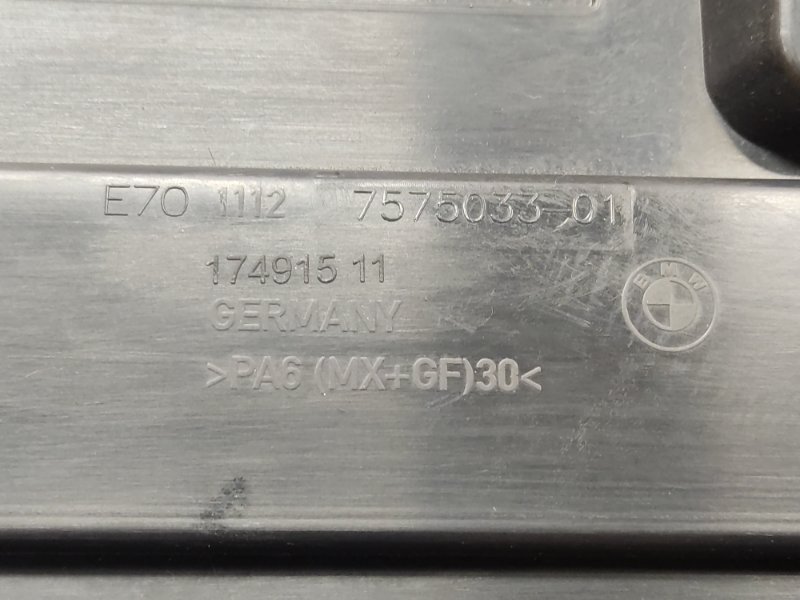 E70 1112 7575033-01
174915 11
GERMANY
>PA6 (MX+GF)30<
BMW